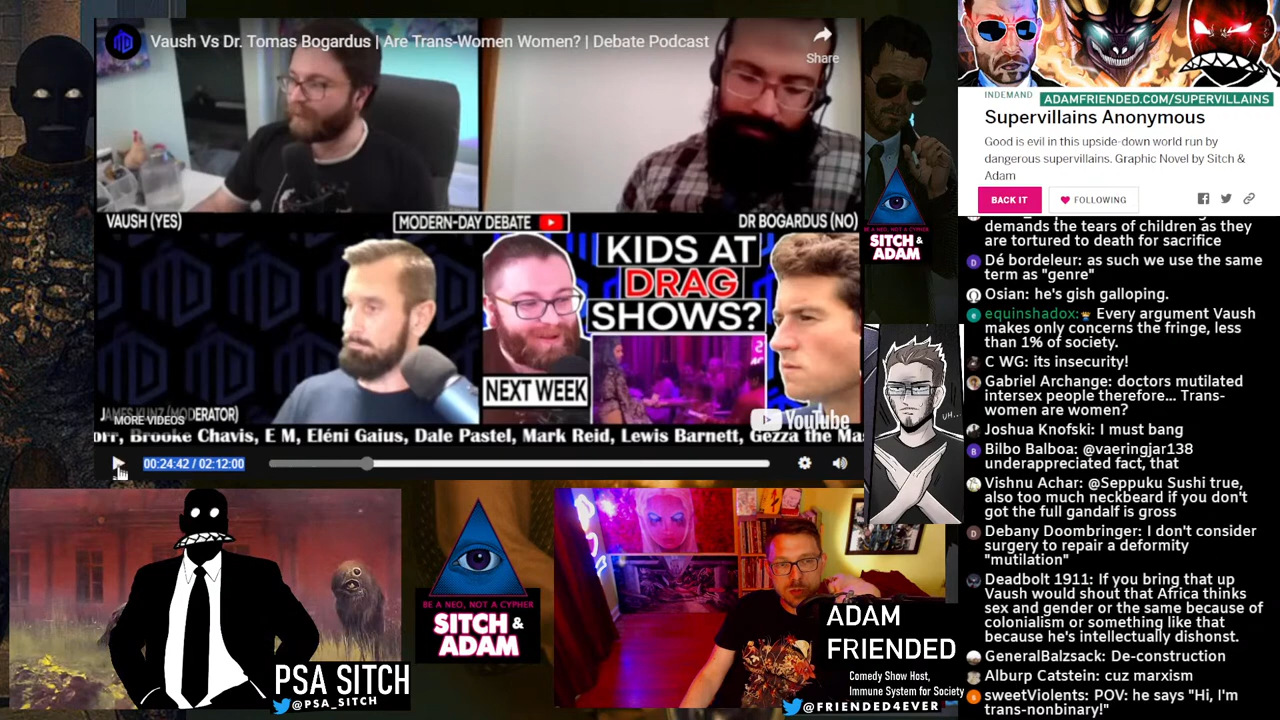 Vaush Vs Dr. Tomas Bogardus | Are Trans-Women Women? | Debate Podcast
Share
VAUSH (YES)
MODERN-DAY DEBATE
DR BOGARDUS (NO)
KIDS AT
DRAG
SHOWS?
NEXT WEEK
MORE VIDEOS
YouTube
Brooke Chavis, E M, Eléni Gaius, Dale Pastel, Mark Reid, Lewis Barnett, Gezza the
00:24:42 / 02:12:00
BE A NEO, NOT A CYPHER
SITCH &
ADAM
UH...
PSA SITCH
@PSA_SITCH
BE A NEO, NOT A CYPHER
SITCH &
ADAM
ADAM
FRIENDED
Comedy Show Host,
Immune System for Society
@FRIENDED4EVER
INDEMAND
ADAMFRIENDED.COM/SUPERVILLAINS
Supervillains Anonymous
Good is evil in this upside-down world run by
dangerous supervillains. Graphic Novel by Sitch &
Adam
BACK IT
FOLLOWING
demands the tears of children as they
are tortured to death for sacrifice
Dé bordeleur: as such we use the same
term as "genre"
Osian: he's gish galloping.
equinshadox: Every argument Vaush
makes only concerns the fringe, less
than 1% of society.
C WG: its insecurity!
Gabriel Archange: doctors mutilated
intersex people therefore... Trans-
women are women?
Joshua Knofski: I must bang
Bilbo Balboa: @vaeringjar138
underappreciated fact, that
Vishnu Achar: @Seppuku Sushi true,
also too much neckbeard if you don't
got the full gandalf is gross
Debany Doombringer: I don't consider
surgery to repair a deformity
"mutilation"
Deadbolt 1911: If you bring that up
Vaush would shout that Africa thinks
sex and gender or the same because of
colonialism or something like that
because he's intellectually dishonst.
GeneralBalzsack: De-construction
Alburp Catstein: cuz marxism
sweetViolents: POV: he says "Hi, I'm
trans-nonbinary!"